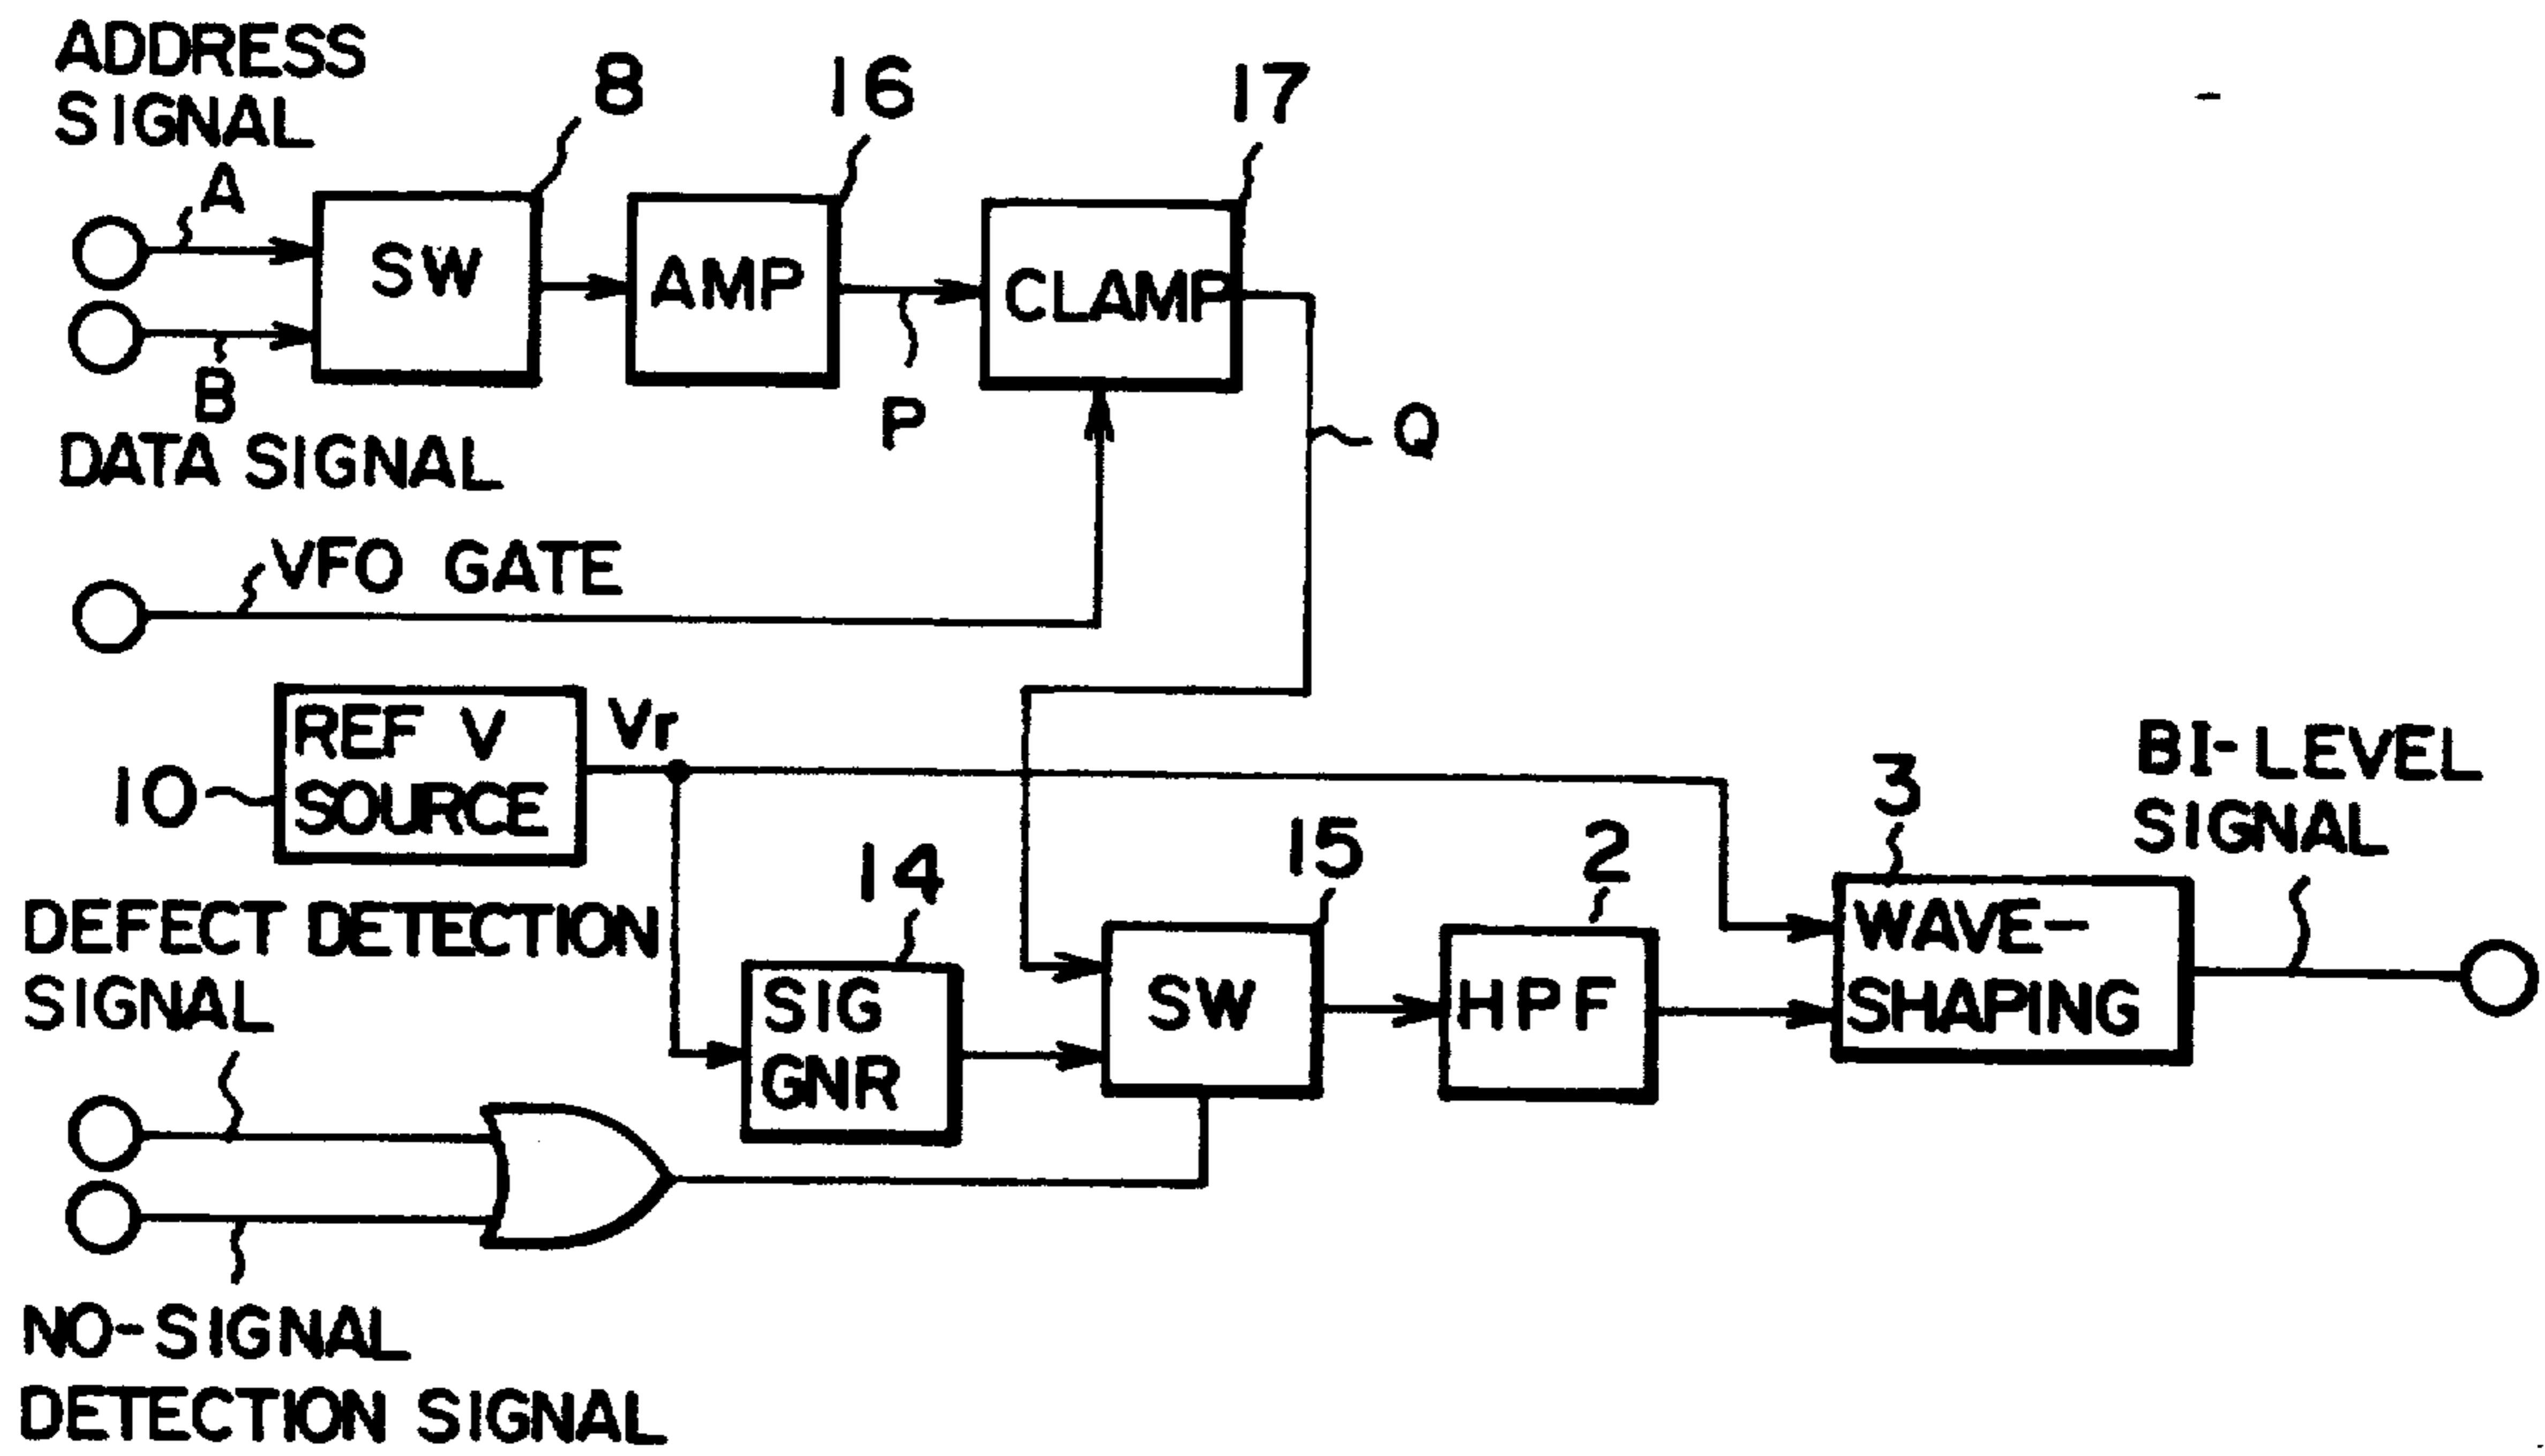 ADDRESS
SIGNAL
8
16
17
A
SW
AMP
CLAMP
B
P
Q
DATA SIGNAL
VFO GATE
REF V
SOURCE
Vr
10
BI-LEVEL
SIGNAL
3
15
2
14
DEFECT DETECTION
SIGNAL
WAVE-
SHAPING
SIG
GNR
SW
HPF
NO-SIGNAL
DETECTION SIGNAL